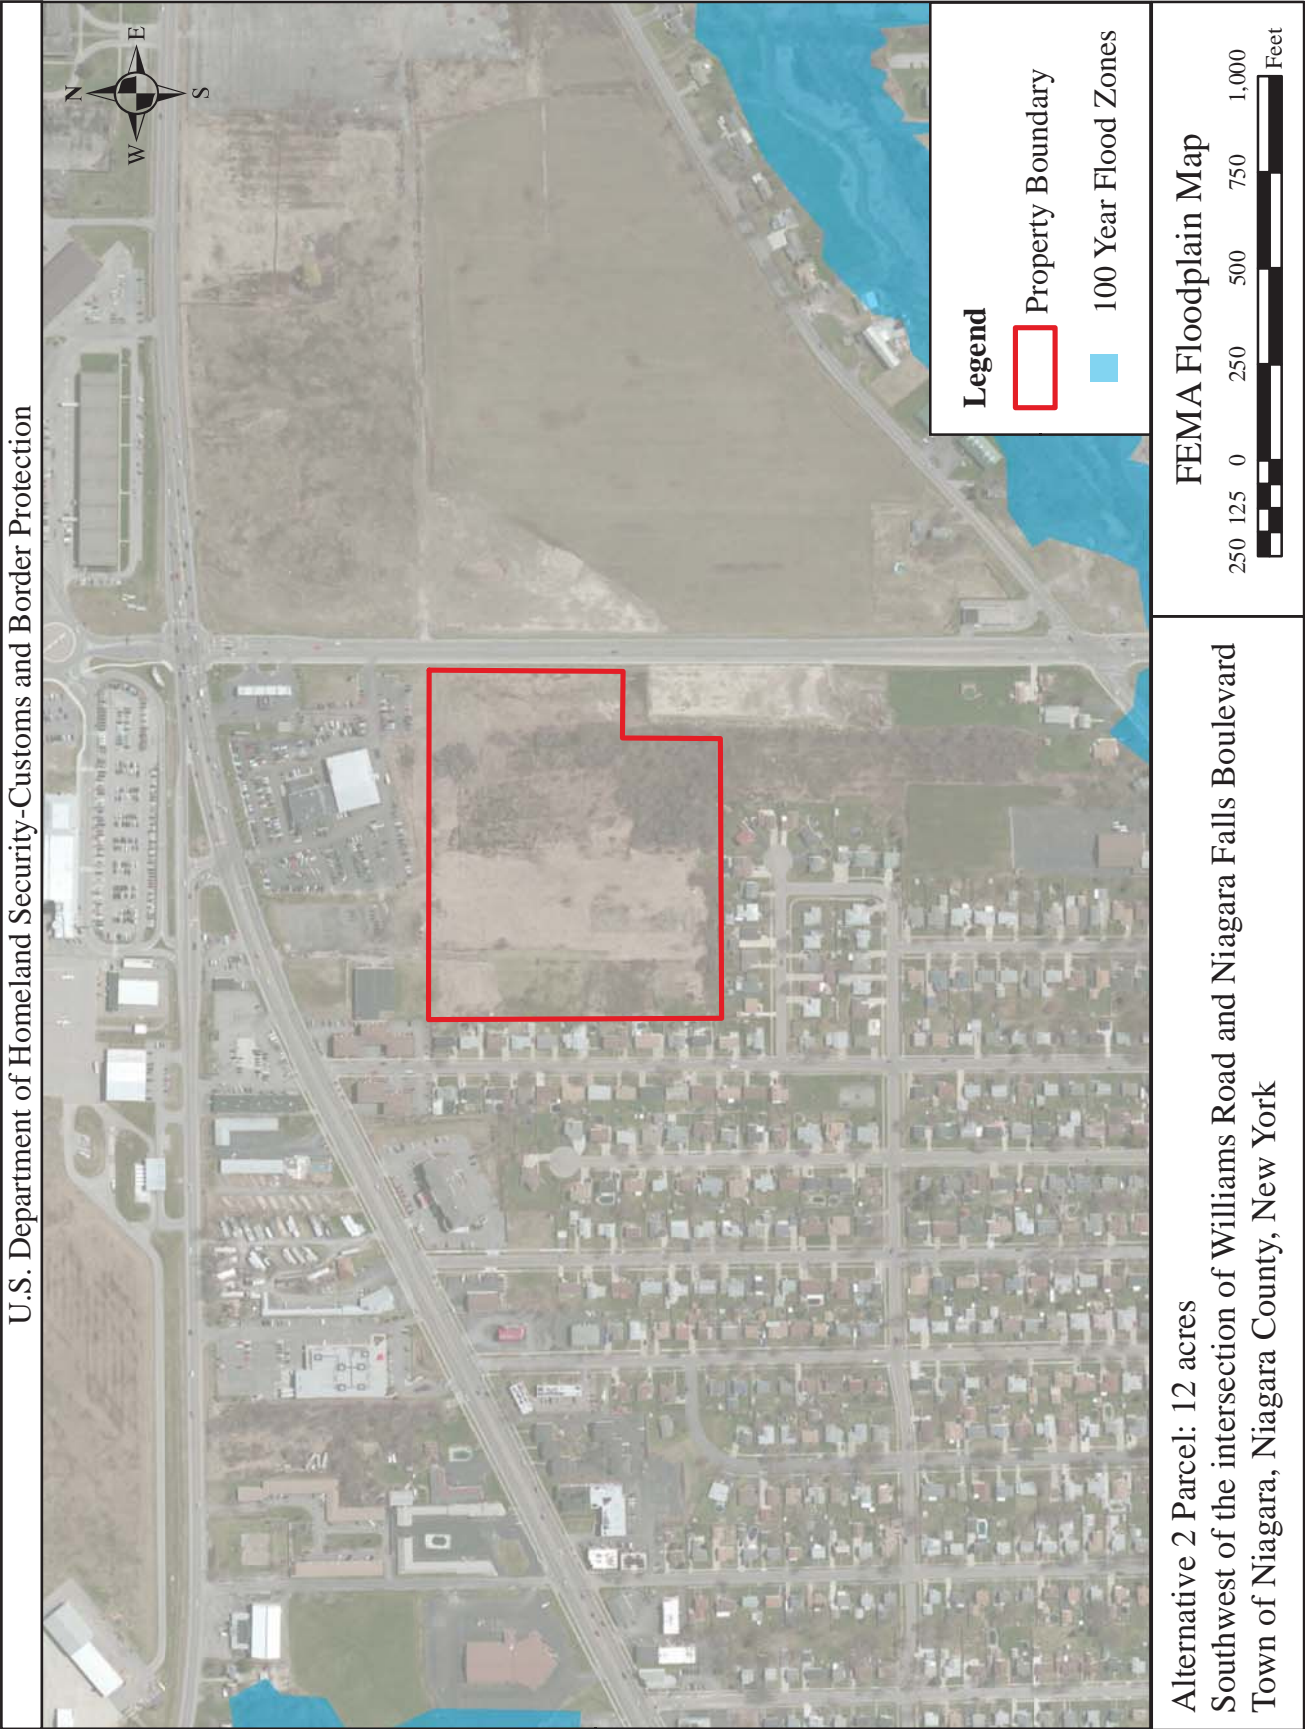 U.S. Department of Homeland Security-Customs and Border Protection
N
W E
S
Legend
Property Boundary
100 Year Flood Zones
Alternative 2 Parcel: 12 acres
Southwest of the intersection of Williams Road and Niagara Falls Boulevard
Town of Niagara, Niagara County, New York
FEMA Floodplain Map
250 125 0 250 500 750 1,000
Feet